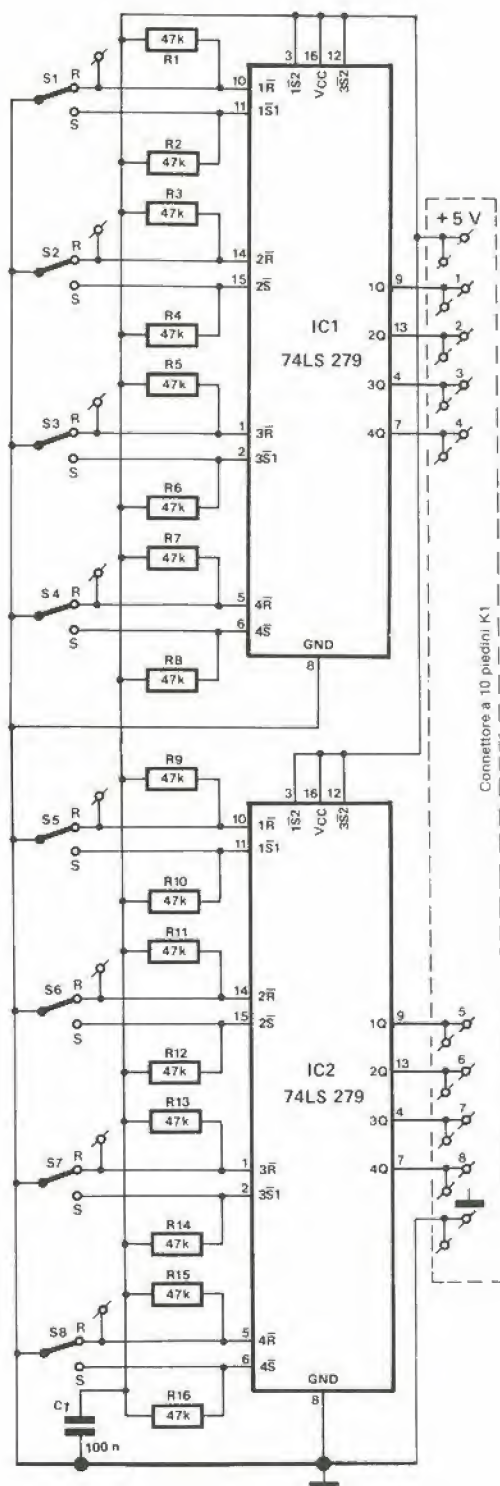 47k
R1
3 16 12
1S̅2 VCC 3S̅2
S1 R
S
10 1R̅
11 1S̅1
R2
47k
R3
47k
S2 R
S
14 2R̅
15 2S̅
R4
47k
R5
47k
IC1
74LS 279
+ 5 V
1Q 9 1
2Q 13 2
3Q 4 3
4Q 7 4
S3 R
S
1 3R̅
2 3S̅1
R6
47k
R7
47k
S4 R
S
5 4R̅
6 4S̅
R8
47k
GND
8
Connettore a 10 piedini K1
R9
47k
3 16 12
1S̅2 VCC 3S̅2
S5 R
S
10 1R̅
11 1S̅1
R10
47k
R11
47k
S6 R
S
14 2R̅
15 2S̅
R12
47k
R13
47k
IC2
74LS 279
1Q 9 5
2Q 13 6
3Q 4 7
4Q 7 8
S7 R
S
1 3R̅
2 3S̅1
R14
47k
R15
47k
S8 R
S
5 4R̅
6 4S̅
R16
47k
C1
100 n
GND
8